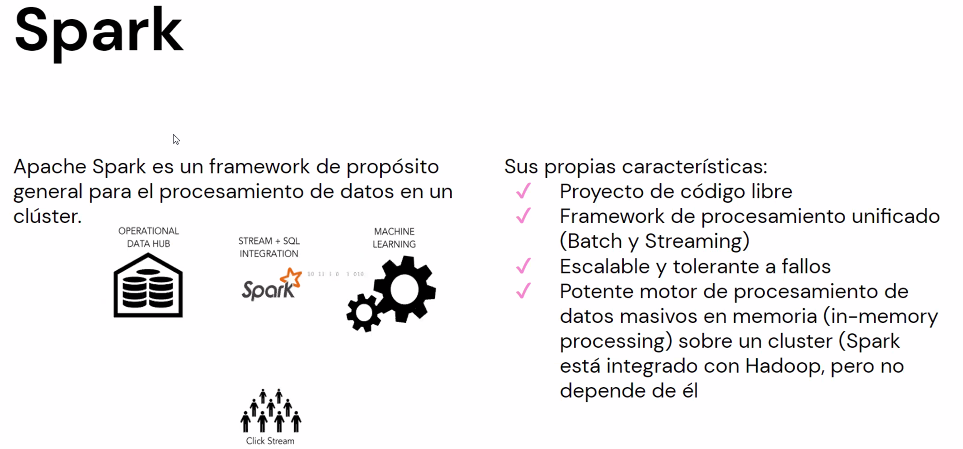 Spark
Apache Spark es un framework de propósito
general para el procesamiento de datos en un
clúster.
OPERATIONAL
DATA HUB
STREAM + SQL
INTEGRATION
MACHINE
LEARNING
Spark
Click Stream
Sus propias características:
Proyecto de código libre
Framework de procesamiento unificado
(Batch y Streaming)
Escalable y tolerante a fallos
Potente motor de procesamiento de
datos masivos en memoria (in-memory
processing) sobre un cluster (Spark
está integrado con Hadoop, pero no
depende de él